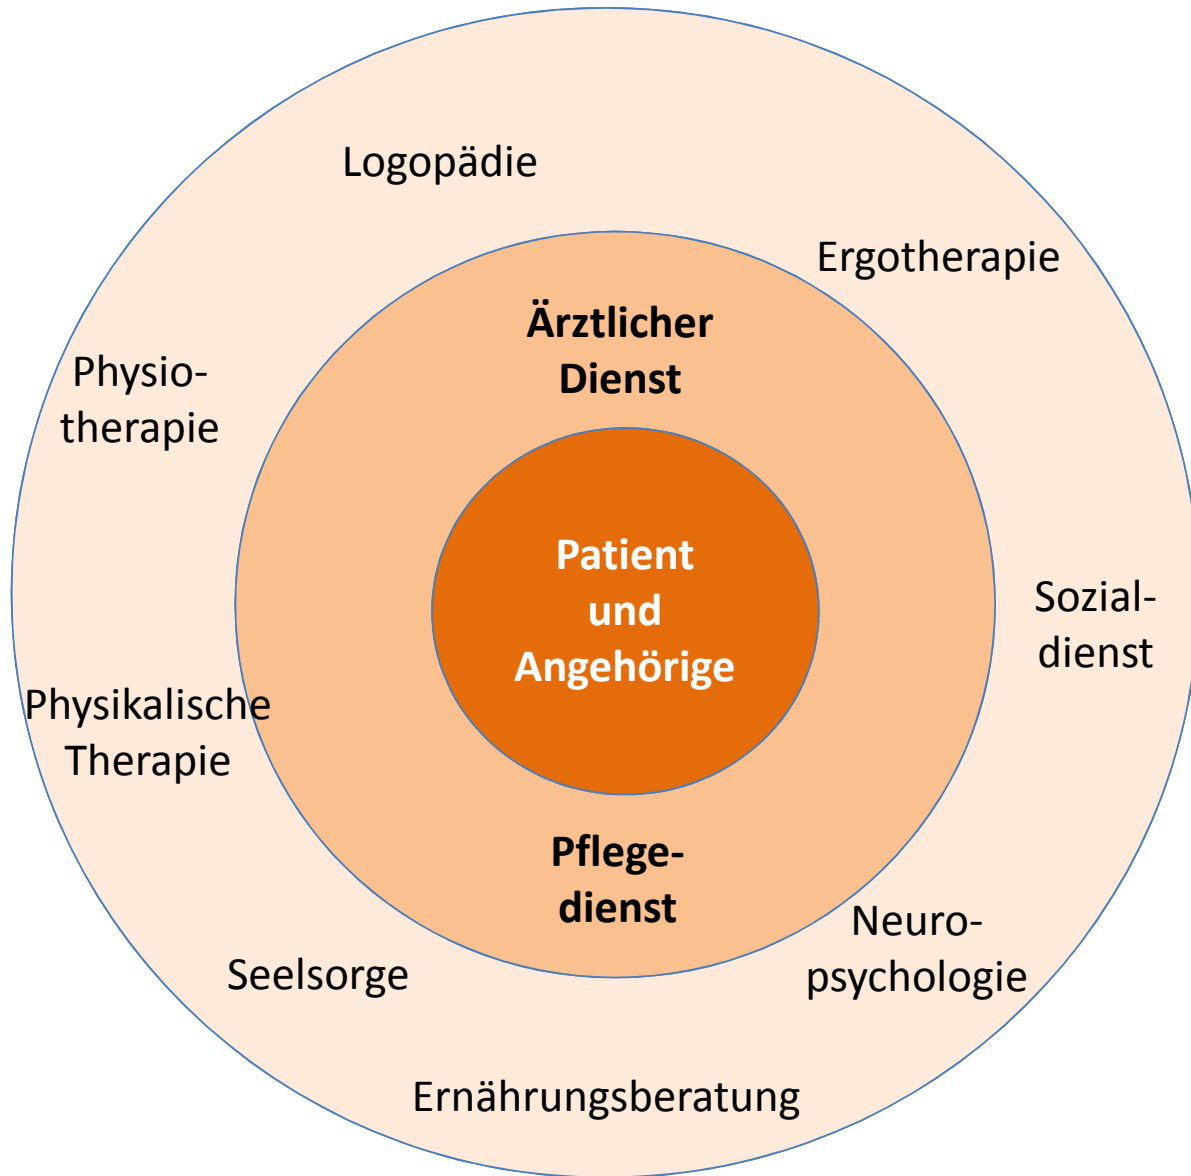 Logopädie
Ergotherapie
Ärztlicher
Dienst
Physio-
therapie
Patient
und
Angehörige
Sozial-
dienst
Physikalische
Therapie
Pflege-
dienst
Neuro-
psychologie
Seelsorge
Ernährungsberatung